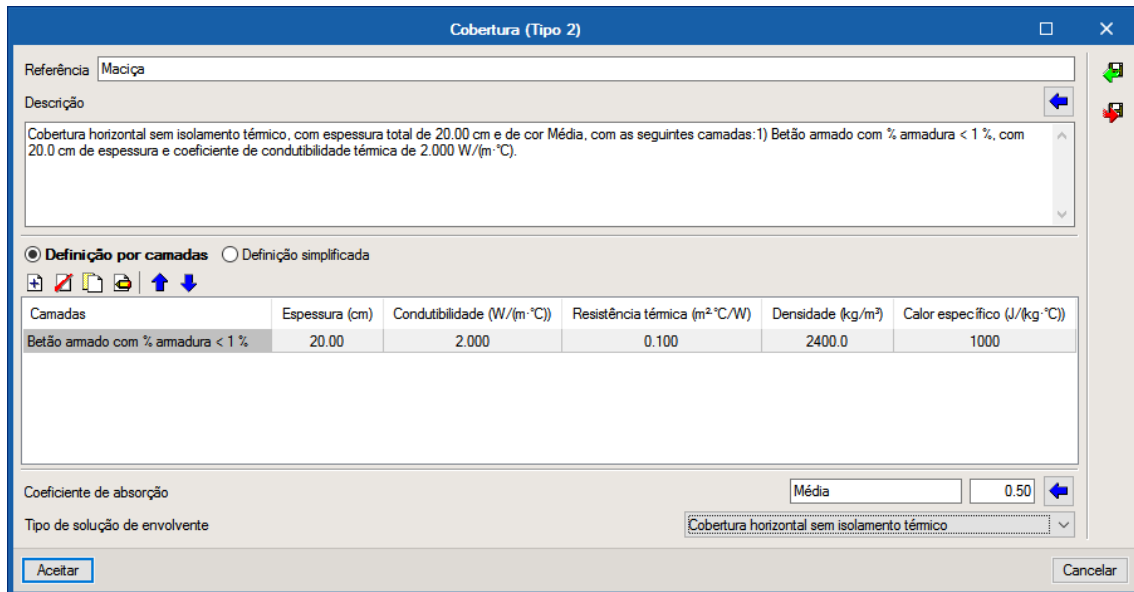 Cobertura (Tipo 2)
Referência Maciça
Descrição
Cobertura horizontal sem isolamento térmico, com espessura total de 20.00 cm e de cor Média, com as seguintes camadas:1) Betão armado com % armadura < 1 %, com
20.0 cm de espessura e coeficiente de condutibilidade térmica de 2.000 W/(m·°C).
Definição por camadas Definição simplificada
Camadas Espessura (cm) Condutibilidade (W/(m·°C)) Resistência térmica (m²·°C/W) Densidade (kg/m³) Calor específico (J/(kg·°C))
Betão armado com % armadura < 1 % 20.00 2.000 0.100 2400.0 1000
Coeficiente de absorção Média 0.50
Tipo de solução de envolvente Cobertura horizontal sem isolamento térmico
Aceitar Cancelar